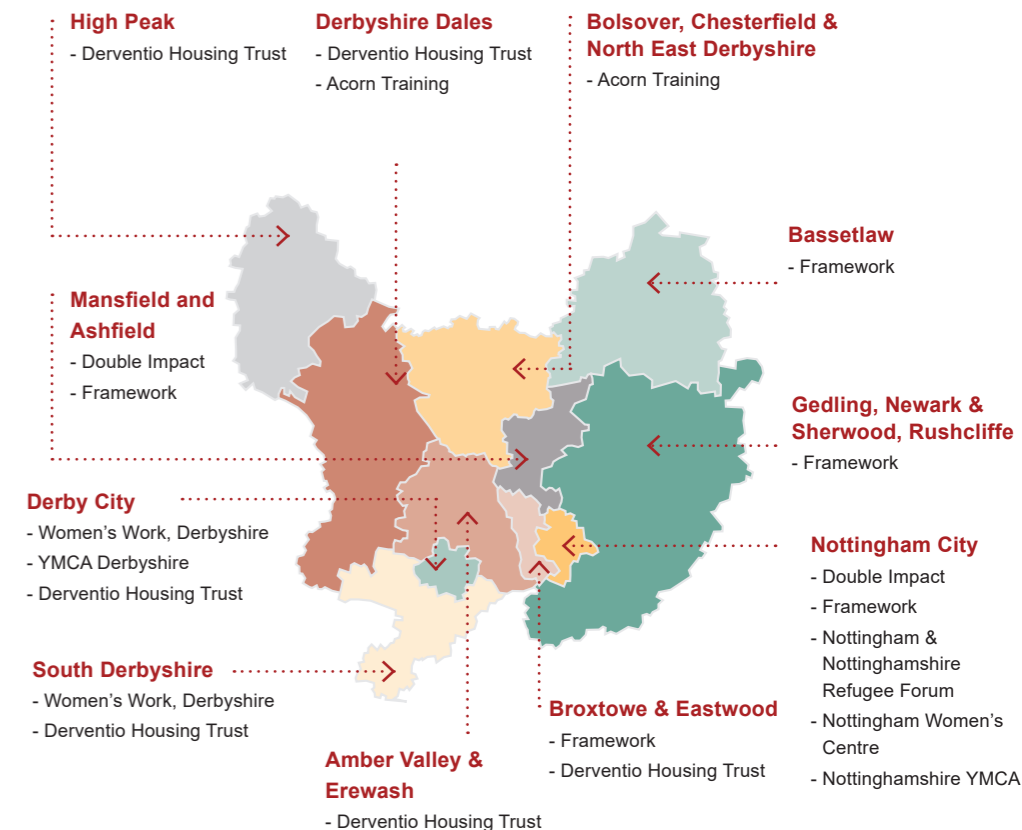 High Peak
- Derventio Housing Trust
Derbyshire Dales
- Derventio Housing Trust
- Acorn Training
Bolsover, Chesterfield &
North East Derbyshire
- Acorn Training
Bassetlaw
- Framework
Mansfield and
Ashfield
- Double Impact
- Framework
Gedling, Newark &
Sherwood, Rushcliffe
- Framework
Derby City
- Women’s Work, Derbyshire
- YMCA Derbyshire
- Derventio Housing Trust
Nottingham City
- Double Impact
- Framework
- Nottingham &
Nottinghamshire
Refugee Forum
- Nottingham Women’s
Centre
- Nottinghamshire YMCA
South Derbyshire
- Women’s Work, Derbyshire
- Derventio Housing Trust
Broxtowe & Eastwood
- Framework
- Derventio Housing Trust
Amber Valley &
Erewash
- Derventio Housing Trust